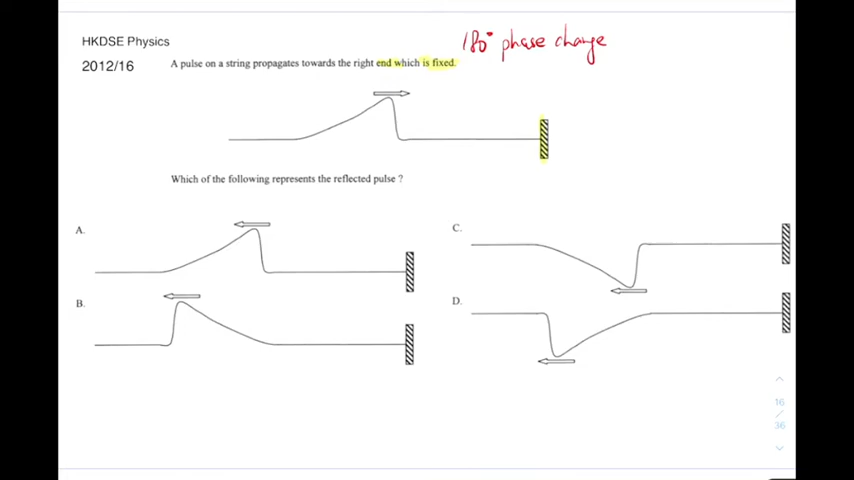 HKDSE Physics
180° phase change
2012/16
A pulse on a string propagates towards the right end which is fixed.
Which of the following represents the reflected pulse ?
A.
C.
B.
D.
16
/
36